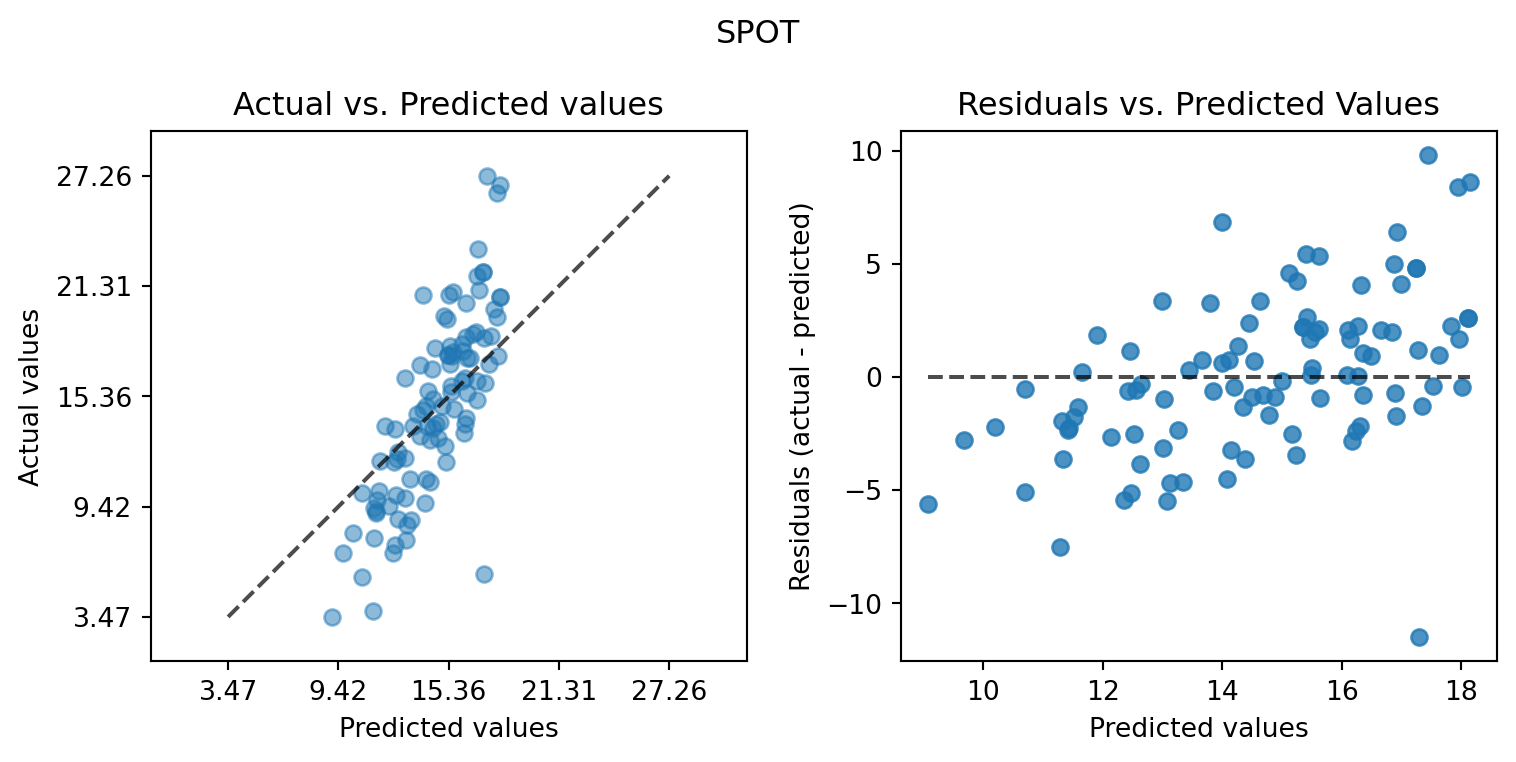 SPOT
Actual vs. Predicted values
27.26
21.31
15.36
9.42
3.47
Actual values
3.47 9.42 15.36 21.31 27.26
Predicted values
Residuals vs. Predicted Values
10
5
0
−5
−10
Residuals (actual - predicted)
10 12 14 16 18
Predicted values